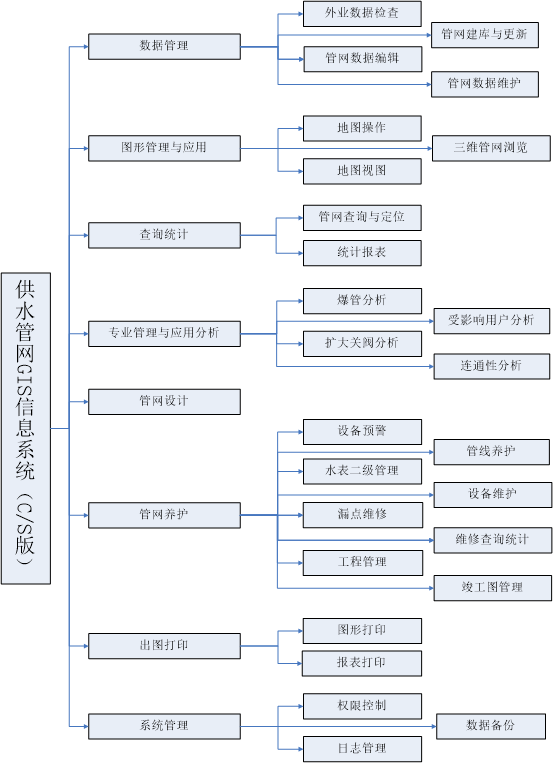 供水管网GIS信息系统（C/S版）
数据管理
外业数据检查
管网建库与更新
管网数据编辑
管网数据维护
图形管理与应用
地图操作
三维管网浏览
地图视图
查询统计
管网查询与定位
统计报表
专业管理与应用分析
爆管分析
受影响用户分析
扩大关阀分析
连通性分析
管网设计
管网养护
设备预警
管线养护
水表二级管理
设备维护
漏点维修
维修查询统计
工程管理
竣工图管理
出图打印
图形打印
报表打印
系统管理
权限控制
数据备份
日志管理